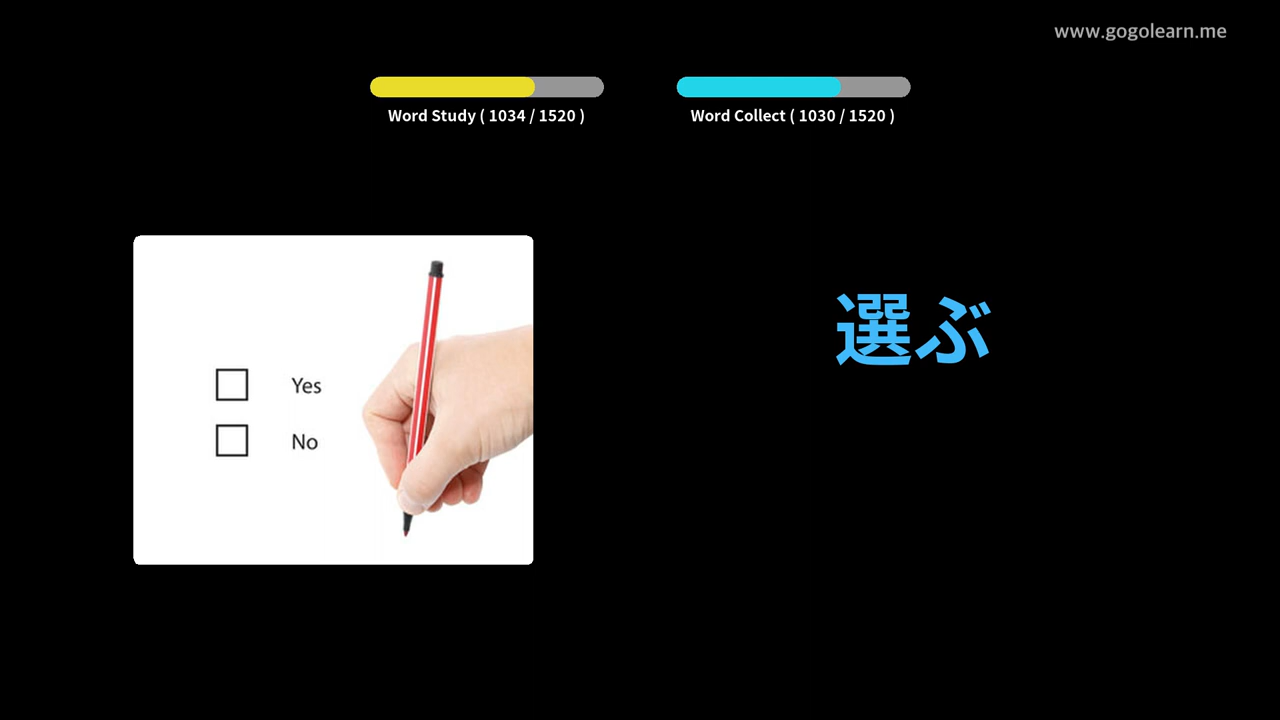 www.gogolearn.me
Word Study ( 1034 / 1520 )
Word Collect ( 1030 / 1520 )
選ぶ
Yes
No